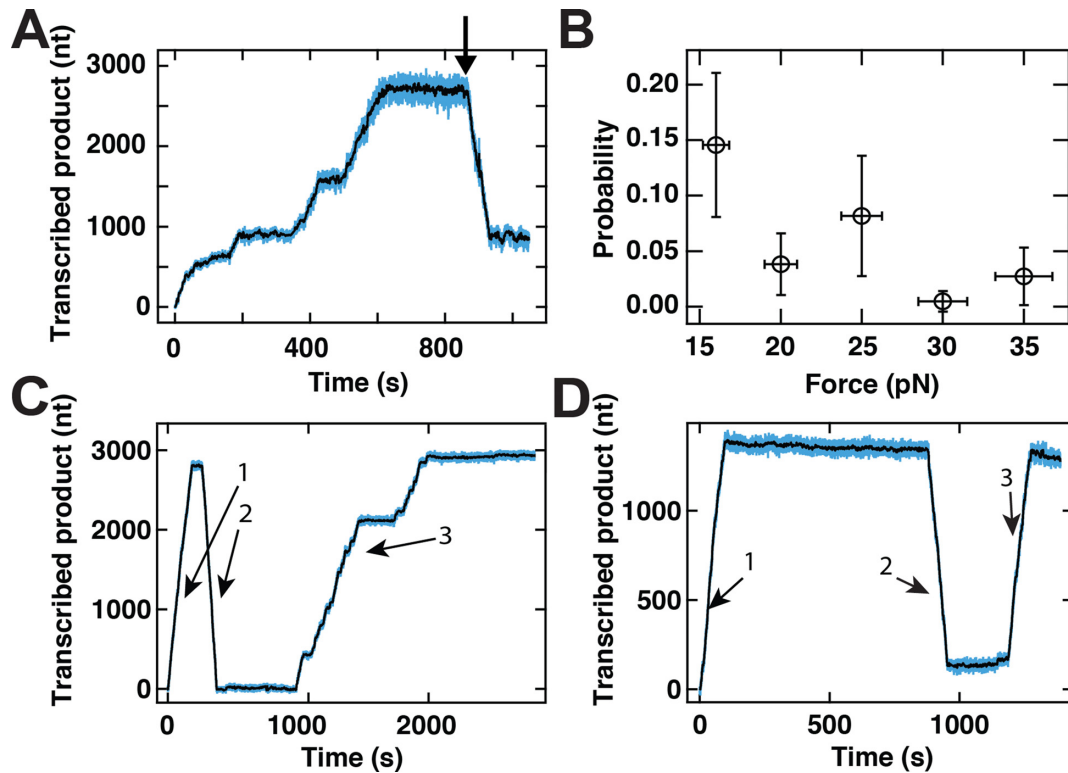 A
Transcribed product (nt)
3000
2000
1000
0
0 400 800
Time (s)
B
Probability
0.20
0.15
0.10
0.05
0.00
15 20 25 30 35
Force (pN)
C
Transcribed product (nt)
3000
2000
1000
0
1
2
3
0 1000 2000
Time (s)
D
Transcribed product (nt)
1000
500
0
1
2
3
0 500 1000
Time (s)